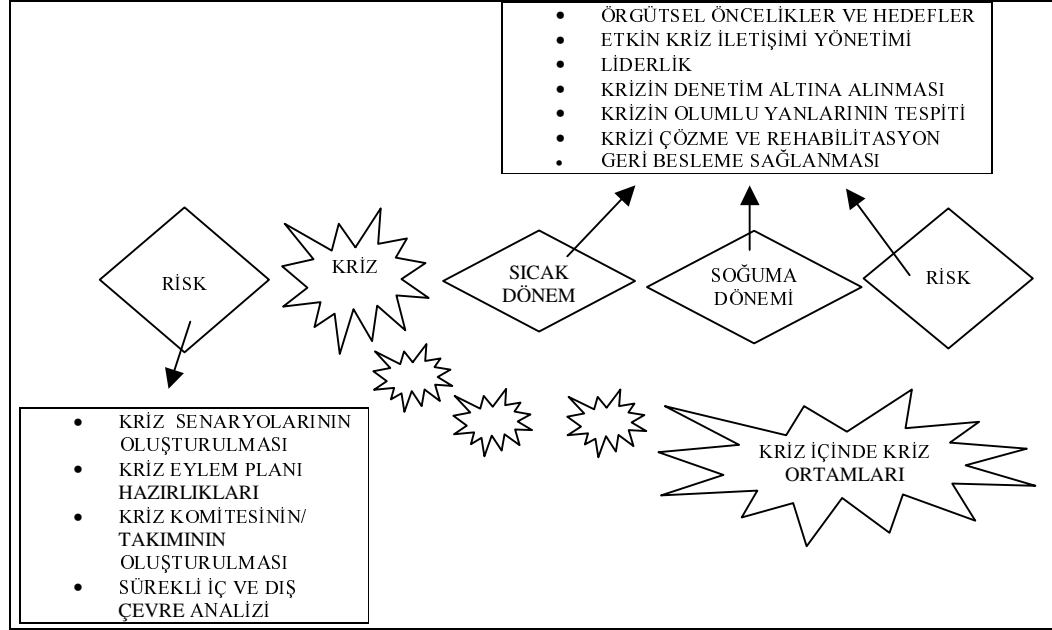 • ÖRGÜTSEL ÖNCELİKLER VE HEDEFLER
• ETKİN KRİZ İLETİŞİMİ YÖNETİMİ
• LİDERLİK
• KRİZİN DENETİM ALTINA ALINMASI
• KRİZİN OLUMLU YANLARININ TESPİTİ
• KRİZİ ÇÖZME VE REHABİLİTASYON
• GERİ BESLEME SAĞLANMASI
RİSK
KRİZ
SICAK
DÖNEM
SOĞUMA
DÖNEMİ
RİSK
• KRİZ SENARYOLARININ
OLUŞTURULMASI
• KRİZ EYLEM PLANI
HAZIRLIKLARI
• KRİZ KOMİTESİNİN/
TAKIMININ
OLUŞTURULMASI
• SÜREKLİ İÇ VE DIŞ
ÇEVRE ANALİZİ
KRİZ İÇİNDE KRİZ
ORTAMLARI